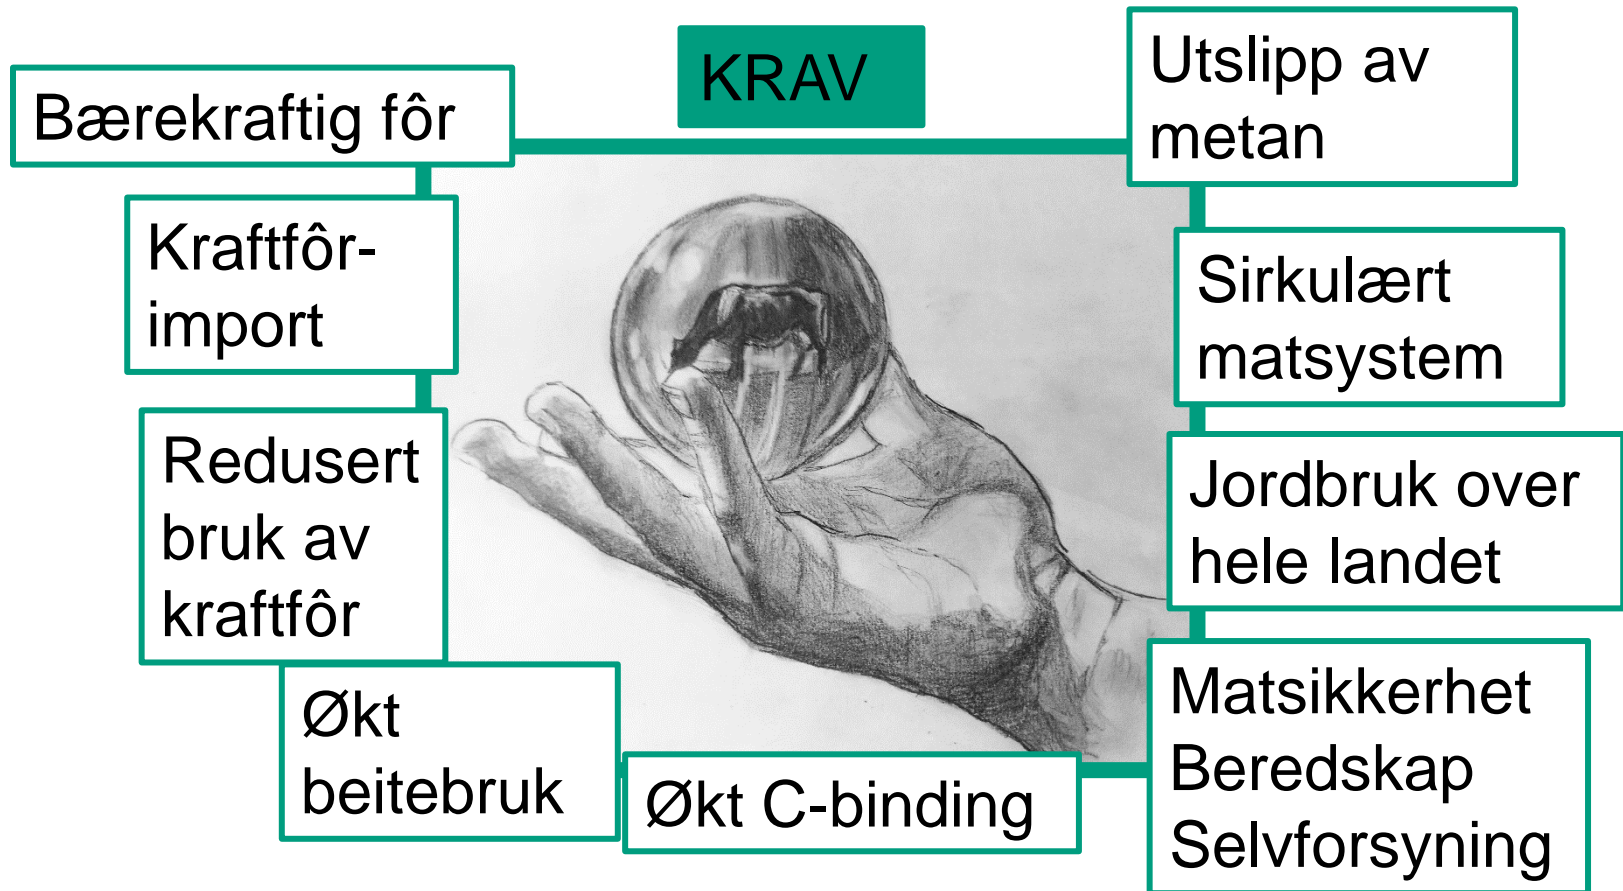 KRAV
Bærekraftig fôr
Kraftfôr-
import
Redusert
bruk av
kraftfôr
Økt
beitebruk
Økt C-binding
Utslipp av
metan
Sirkulært
matsystem
Jordbruk over
hele landet
Matsikkerhet
Beredskap
Selvforsyning